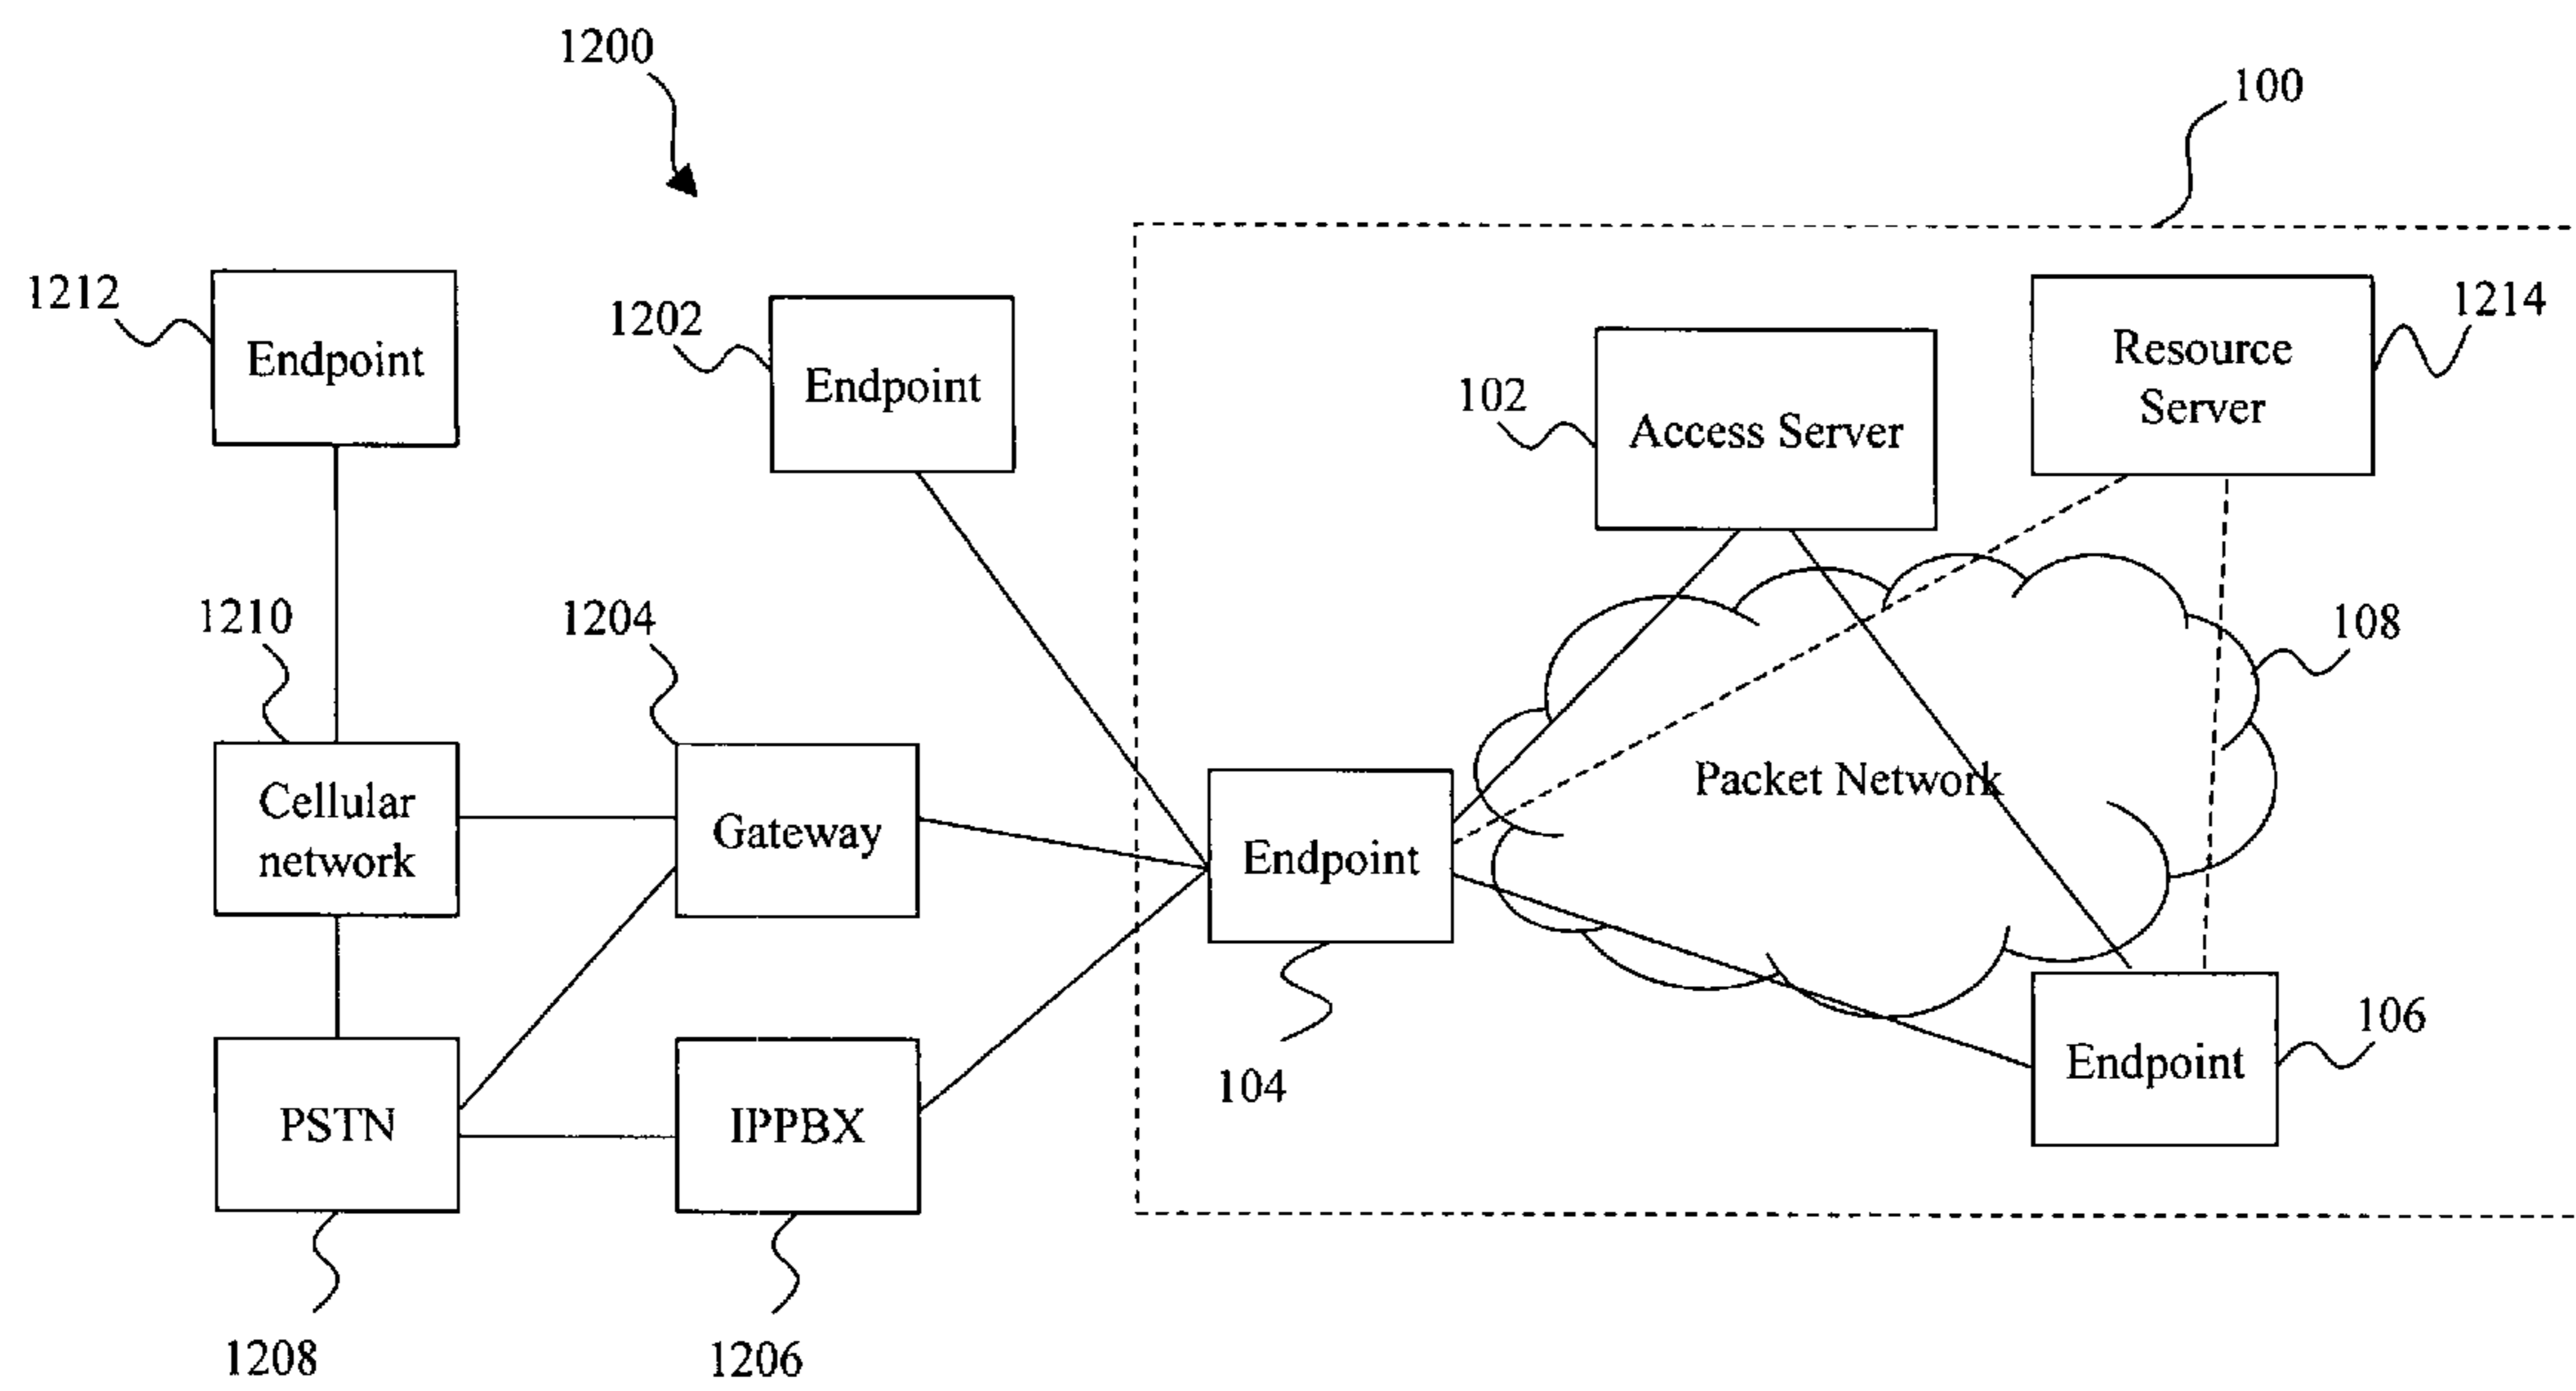 1200
100
1212
Endpoint
1202
Endpoint
102
Access Server
Resource
Server
1214
1210
Cellular
network
1204
Gateway
108
Packet Network
Endpoint
104
PSTN
1208
IPPBX
1206
Endpoint
106